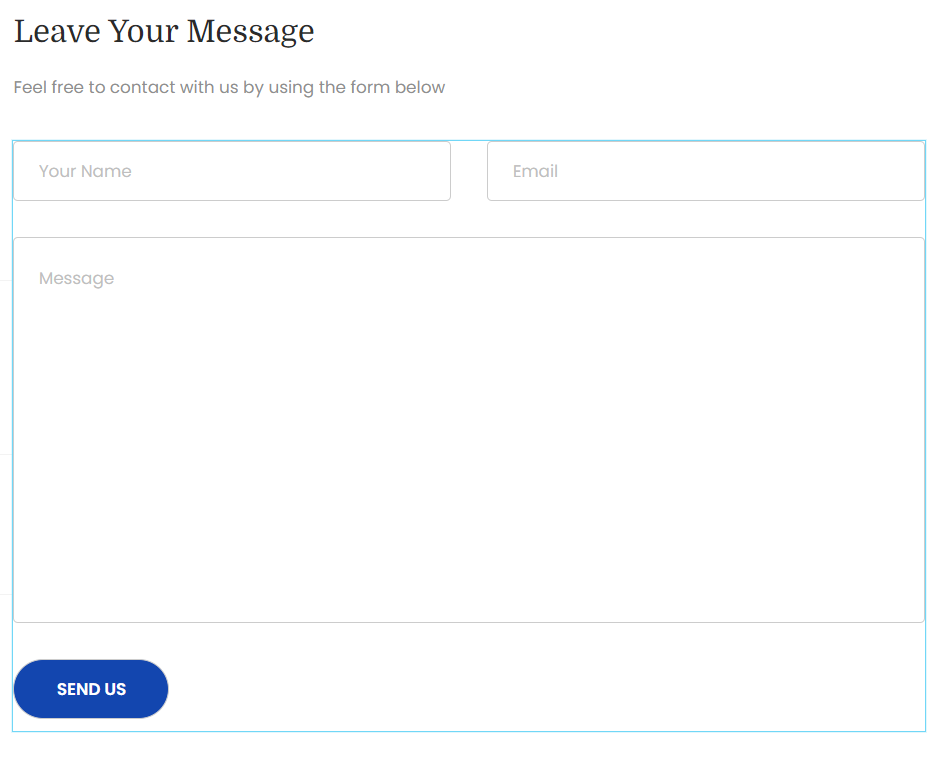 Leave Your Message
Feel free to contact with us by using the form below
Your Name
Email
Message
SEND US